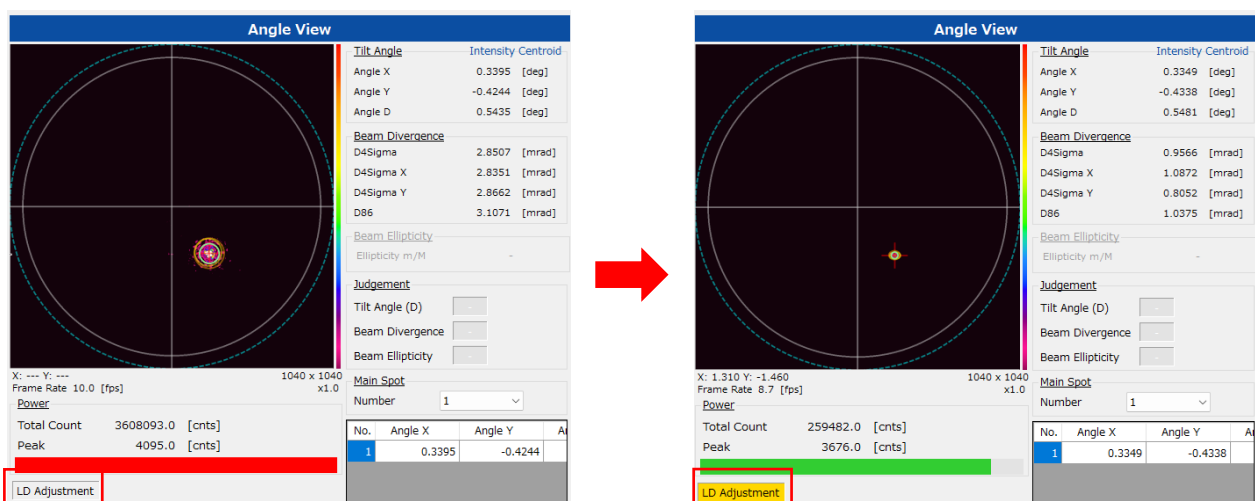 Angle View
Tilt Angle Intensity Centroid
Angle X 0.3395 [deg]
Angle Y -0.4244 [deg]
Angle D 0.5435 [deg]
Beam Divergence
D4Sigma 2.8507 [mrad]
D4Sigma X 2.8351 [mrad]
D4Sigma Y 2.8662 [mrad]
D86 3.1071 [mrad]
Beam Ellipticity
Ellipticity m/M -
Judgement
Tilt Angle (D) -
Beam Divergence -
Beam Ellipticity -
X: --- Y: --- 1040 x 1040
Frame Rate 10.0 [fps] x1.0
Main Spot
Number 1
Power
Total Count 3608093.0 [cnts]
Peak 4095.0 [cnts]
No. Angle X Angle Y
1 0.3395 -0.4244
LD Adjustment
Angle View
Tilt Angle Intensity Centroid
Angle X 0.3349 [deg]
Angle Y -0.4338 [deg]
Angle D 0.5481 [deg]
Beam Divergence
D4Sigma 0.9566 [mrad]
D4Sigma X 1.0872 [mrad]
D4Sigma Y 0.8052 [mrad]
D86 1.0375 [mrad]
Beam Ellipticity
Ellipticity m/M -
Judgement
Tilt Angle (D) -
Beam Divergence -
Beam Ellipticity -
X: 1.310 Y: -1.460 1040 x 1040
Frame Rate 8.7 [fps] x1.0
Main Spot
Number 1
Power
Total Count 259482.0 [cnts]
Peak 3676.0 [cnts]
No. Angle X Angle Y
1 0.3349 -0.4338
LD Adjustment